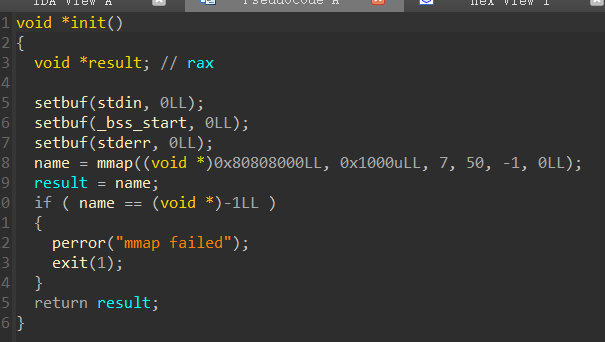 IDA View A Pseudocode A Hex View 1
1 void *init()
2 {
3 void *result; // rax
4
5 setbuf(stdin, 0LL);
6 setbuf(_bss_start, 0LL);
7 setbuf(stderr, 0LL);
8 name = mmap((void *)0x80808000LL, 0x1000uLL, 7, 50, -1, 0LL);
9 result = name;
0 if ( name == (void *)-1LL )
1 {
2 perror("mmap failed");
3 exit(1);
4 }
5 return result;
6 }